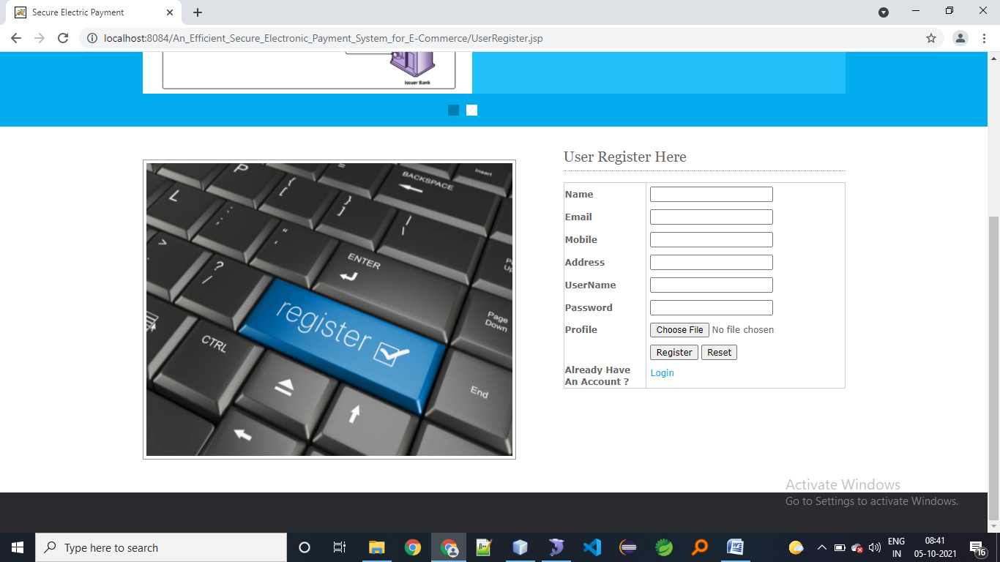 Secure Electric Payment
localhost:8084/An_Efficient_Secure_Electronic_Payment_System_for_E-Commerce/UserRegister.jsp
Issuer Bank
User Register Here
Name
Email
Mobile
Address
UserName
Password
Profile Choose File No file chosen
Register Reset
Already Have
An Account ?
Login
P
{
[
=
BACKSPACE
Insert
L
:
;
}
]
|
\
>
.
"
'
?
/
ENTER
Page
Down
register
CTRL
End
Activate Windows
Go to Settings to activate Windows.
Type here to search
ENG
IN
08:41
05-10-2021
16